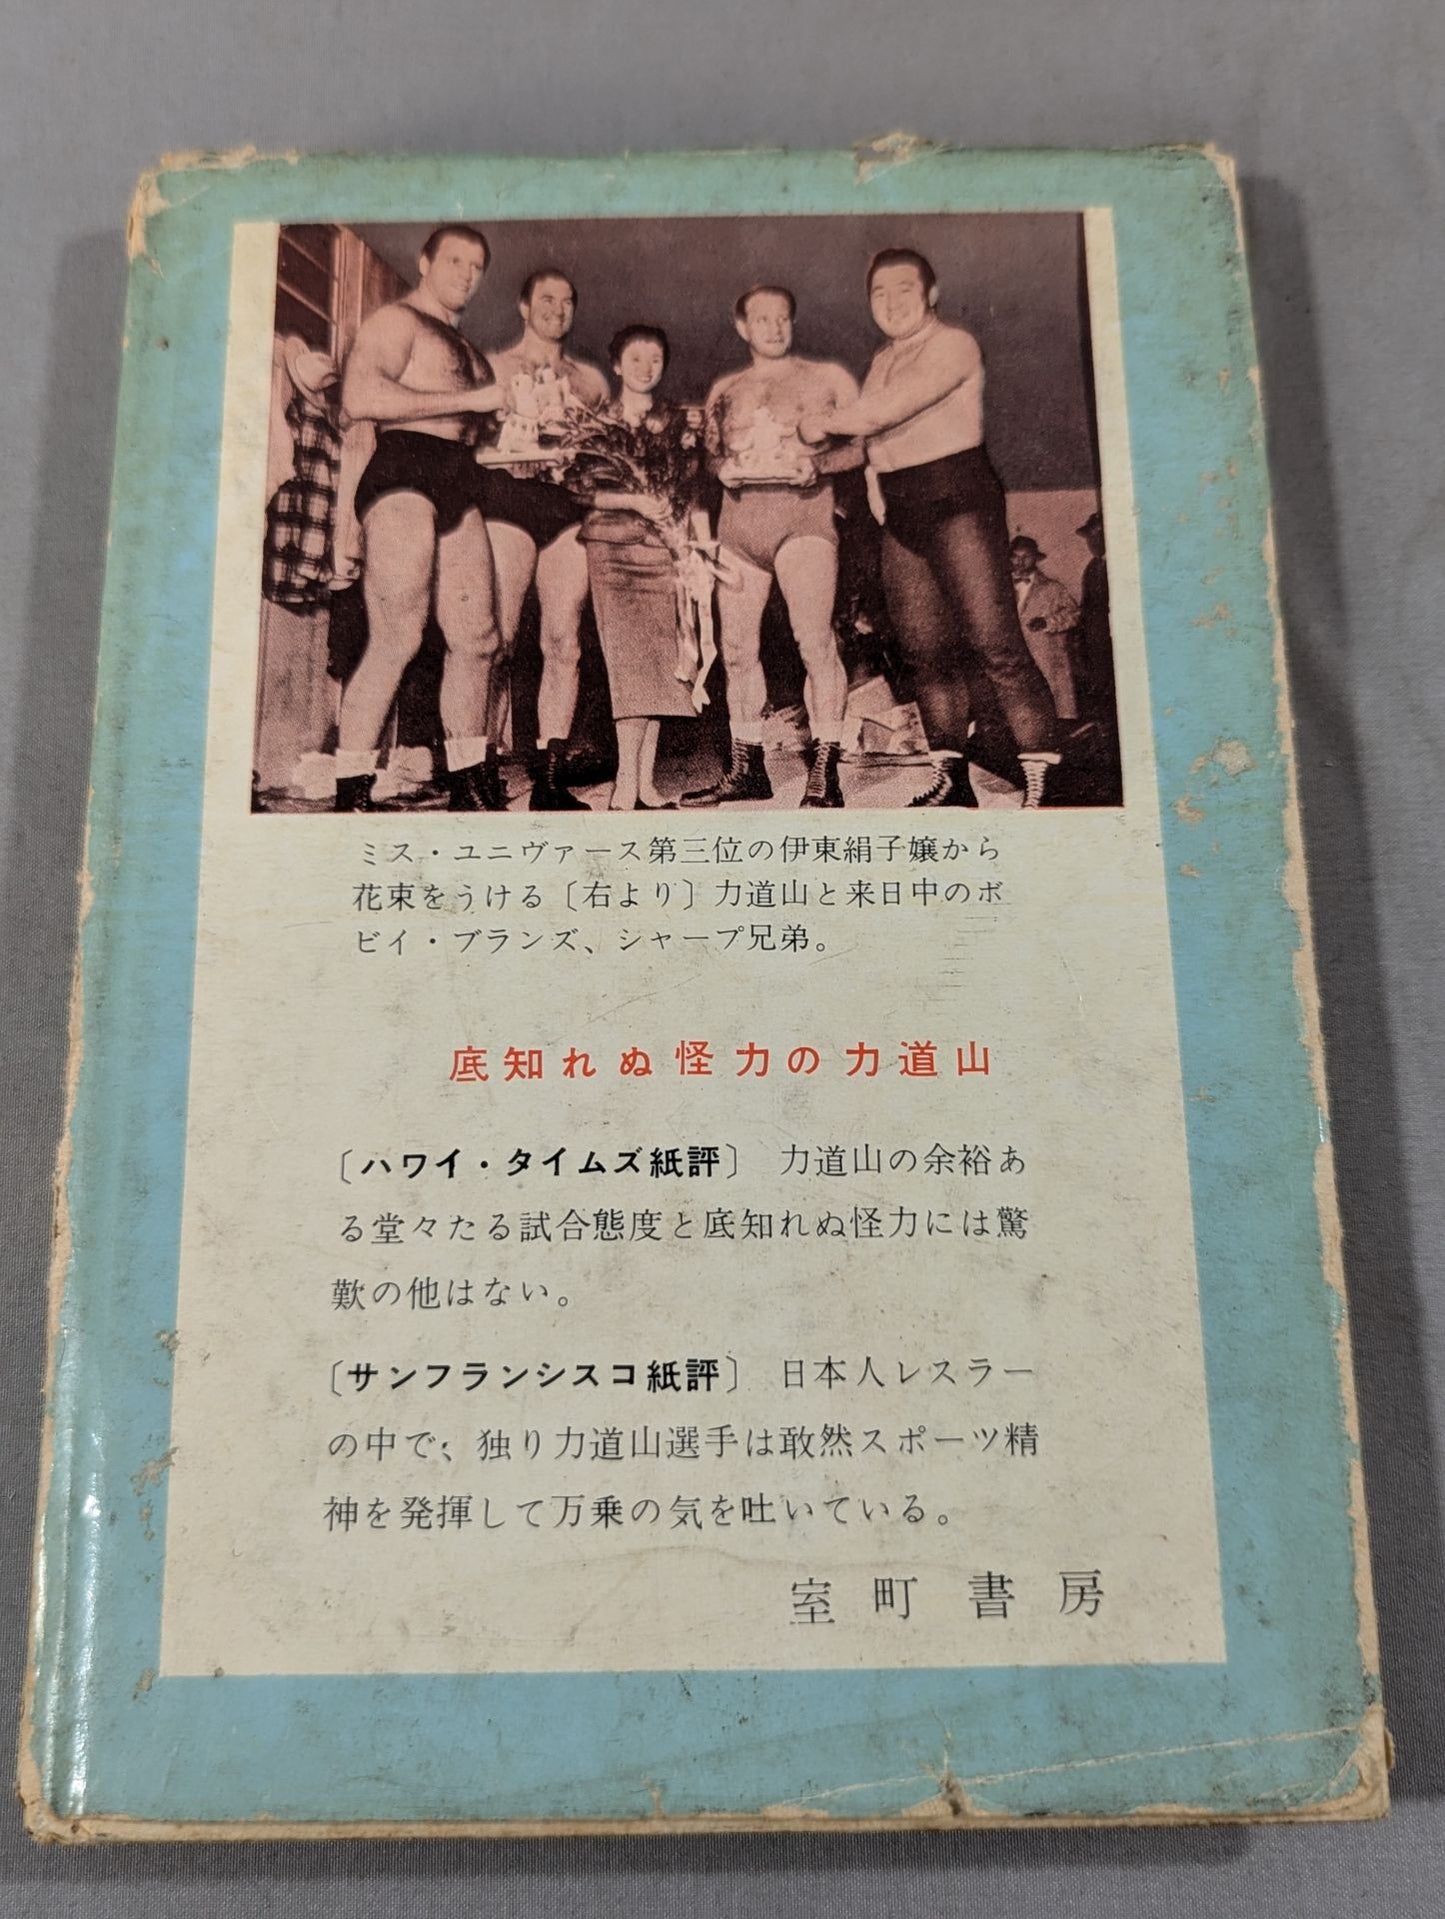 ミス・ユニヴァース第三位の伊東絹子嬢から
花束をうける〔右より〕力道山と来日中のボ
ビイ・ブランズ、シャープ兄弟。
底知れぬ怪力の力道山
〔ハワイ・タイムズ紙評〕 力道山の余裕あ
る堂々たる試合態度と底知れぬ怪力には驚
歎の他はない。
〔サンフランシスコ紙評〕 日本人レスラー
の中で、独り力道山選手は敢然スポーツ精
神を発揮して万乗の気を吐いている。
室町書房